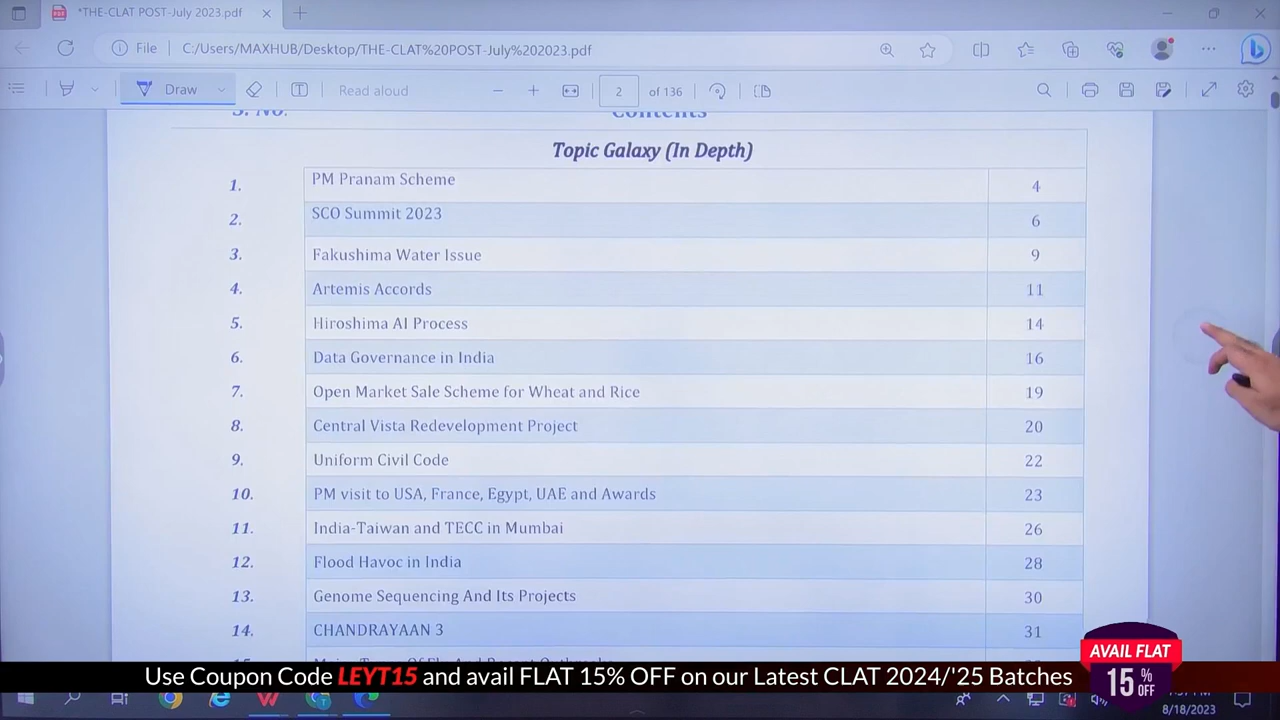 *THE-CLAT POST-July 2023.pdf
File
C:/Users/MAXHUB/Desktop/THE-CLAT%20POST-July%202023.pdf
Draw
Read aloud
2 of 136
S. No. Contents
Topic Galaxy (In Depth)
1. PM Pranam Scheme 4
2. SCO Summit 2023 6
3. Fakushima Water Issue 9
4. Artemis Accords 11
5. Hiroshima AI Process 14
6. Data Governance in India 16
7. Open Market Sale Scheme for Wheat and Rice 19
8. Central Vista Redevelopment Project 20
9. Uniform Civil Code 22
10. PM visit to USA, France, Egypt, UAE and Awards 23
11. India-Taiwan and TECC in Mumbai 26
12. Flood Havoc in India 28
13. Genome Sequencing And Its Projects 30
14. CHANDRAYAAN 3 31
AVAIL FLAT
15% OFF
Use Coupon Code LEYT15 and avail FLAT 15% OFF on our Latest CLAT 2024/'25 Batches
8/18/2023